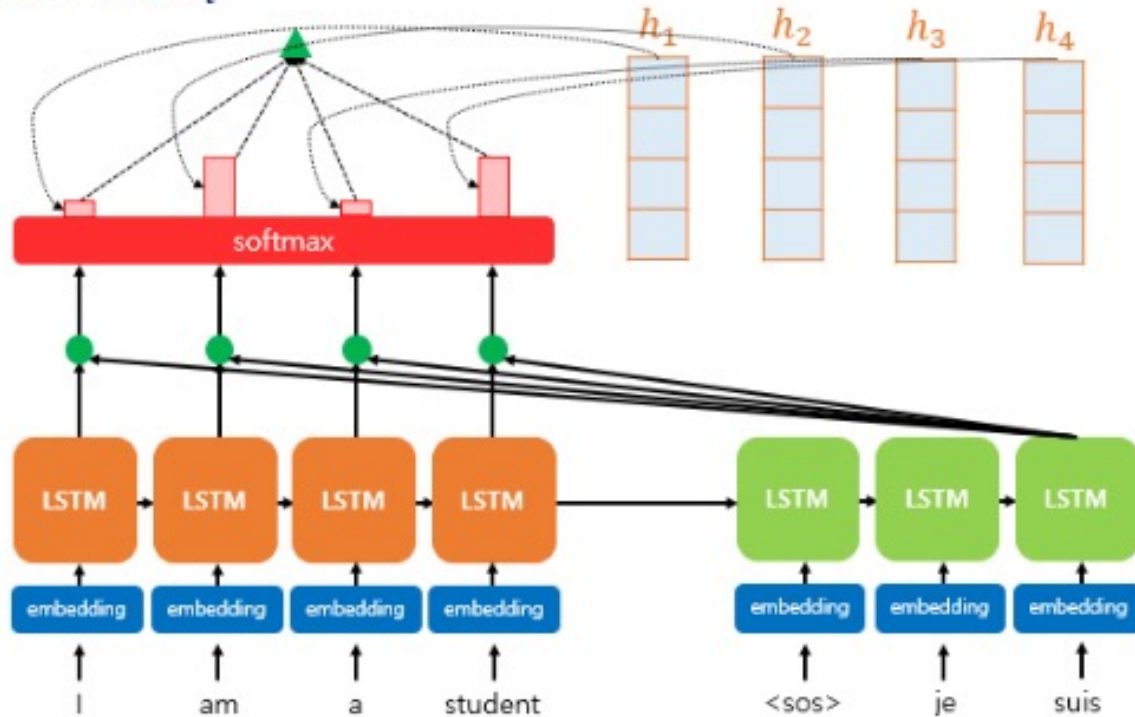 h₁ h₂ h₃ h₄
softmax
LSTM LSTM LSTM LSTM LSTM LSTM LSTM
embedding embedding embedding embedding embedding embedding embedding
I am a student <sos> je suis